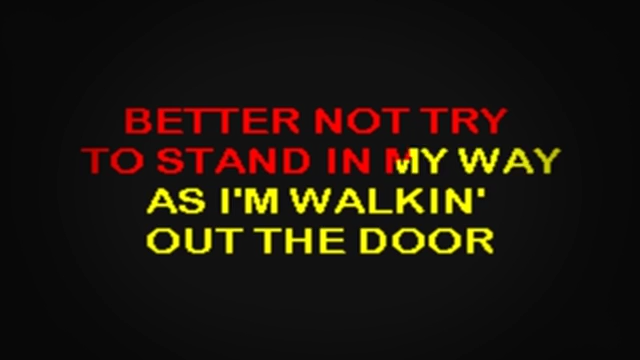 BETTER NOT TRY
TO STAND IN MY WAY
AS I'M WALKIN'
OUT THE DOOR